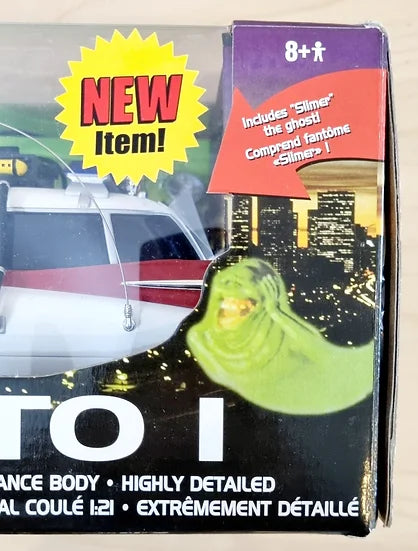 NEW
Item!
8+
Includes "Slimer"
the ghost!
Comprend fantôme
«Slimer» !
TO 1
ANCE BODY • HIGHLY DETAILED
AL COULÉ 1:21 • EXTRÊMEMENT DÉTAILLÉ